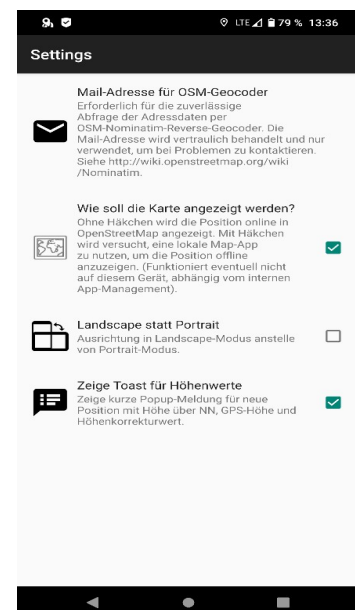 LTE 79 % 13:36
Settings
Mail-Adresse für OSM-Geocoder
Erforderlich für die zuverlässige
Abfrage der Adressdaten per
OSM-Nominatim-Reverse-Geocoder. Die
Mail-Adresse wird vertraulich behandelt und nur
verwendet, um bei Problemen zu kontaktieren.
Siehe http://wiki.openstreetmap.org/wiki
/Nominatim.
Wie soll die Karte angezeigt werden?
Ohne Häkchen wird die Position online in
OpenStreetMap angezeigt. Mit Häkchen
wird versucht, eine lokale Map-App
zu nutzen, um die Position offline
anzuzeigen. (Funktioniert eventuell nicht
auf diesem Gerät, abhängig vom internen
App-Management).
Landscape statt Portrait
Ausrichtung in Landscape-Modus anstelle
von Portrait-Modus.
Zeige Toast für Höhenwerte
Zeige kurze Popup-Meldung für neue
Position mit Höhe über NN, GPS-Höhe und
Höhenkorrekturwert.